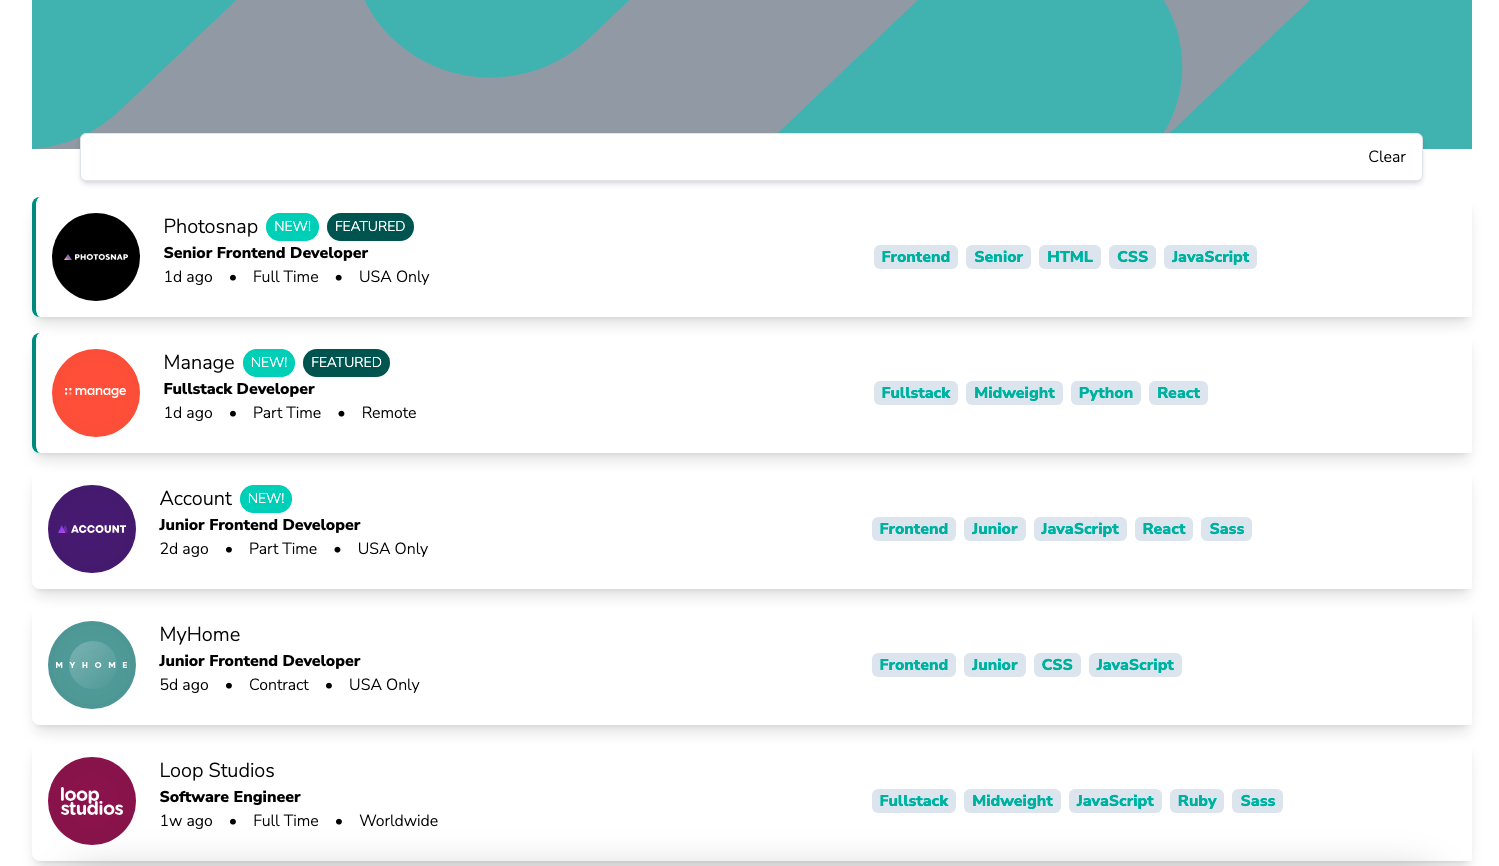 Clear
PHOTOSNAP
Photosnap NEW! FEATURED
Senior Frontend Developer
1d ago • Full Time • USA Only
Frontend Senior HTML CSS JavaScript
manage
Manage NEW! FEATURED
Fullstack Developer
1d ago • Part Time • Remote
Fullstack Midweight Python React
ACCOUNT
Account NEW!
Junior Frontend Developer
2d ago • Part Time • USA Only
Frontend Junior JavaScript React Sass
MYHOME
MyHome
Junior Frontend Developer
5d ago • Contract • USA Only
Frontend Junior CSS JavaScript
loop
studios
Loop Studios
Software Engineer
1w ago • Full Time • Worldwide
Fullstack Midweight JavaScript Ruby Sass